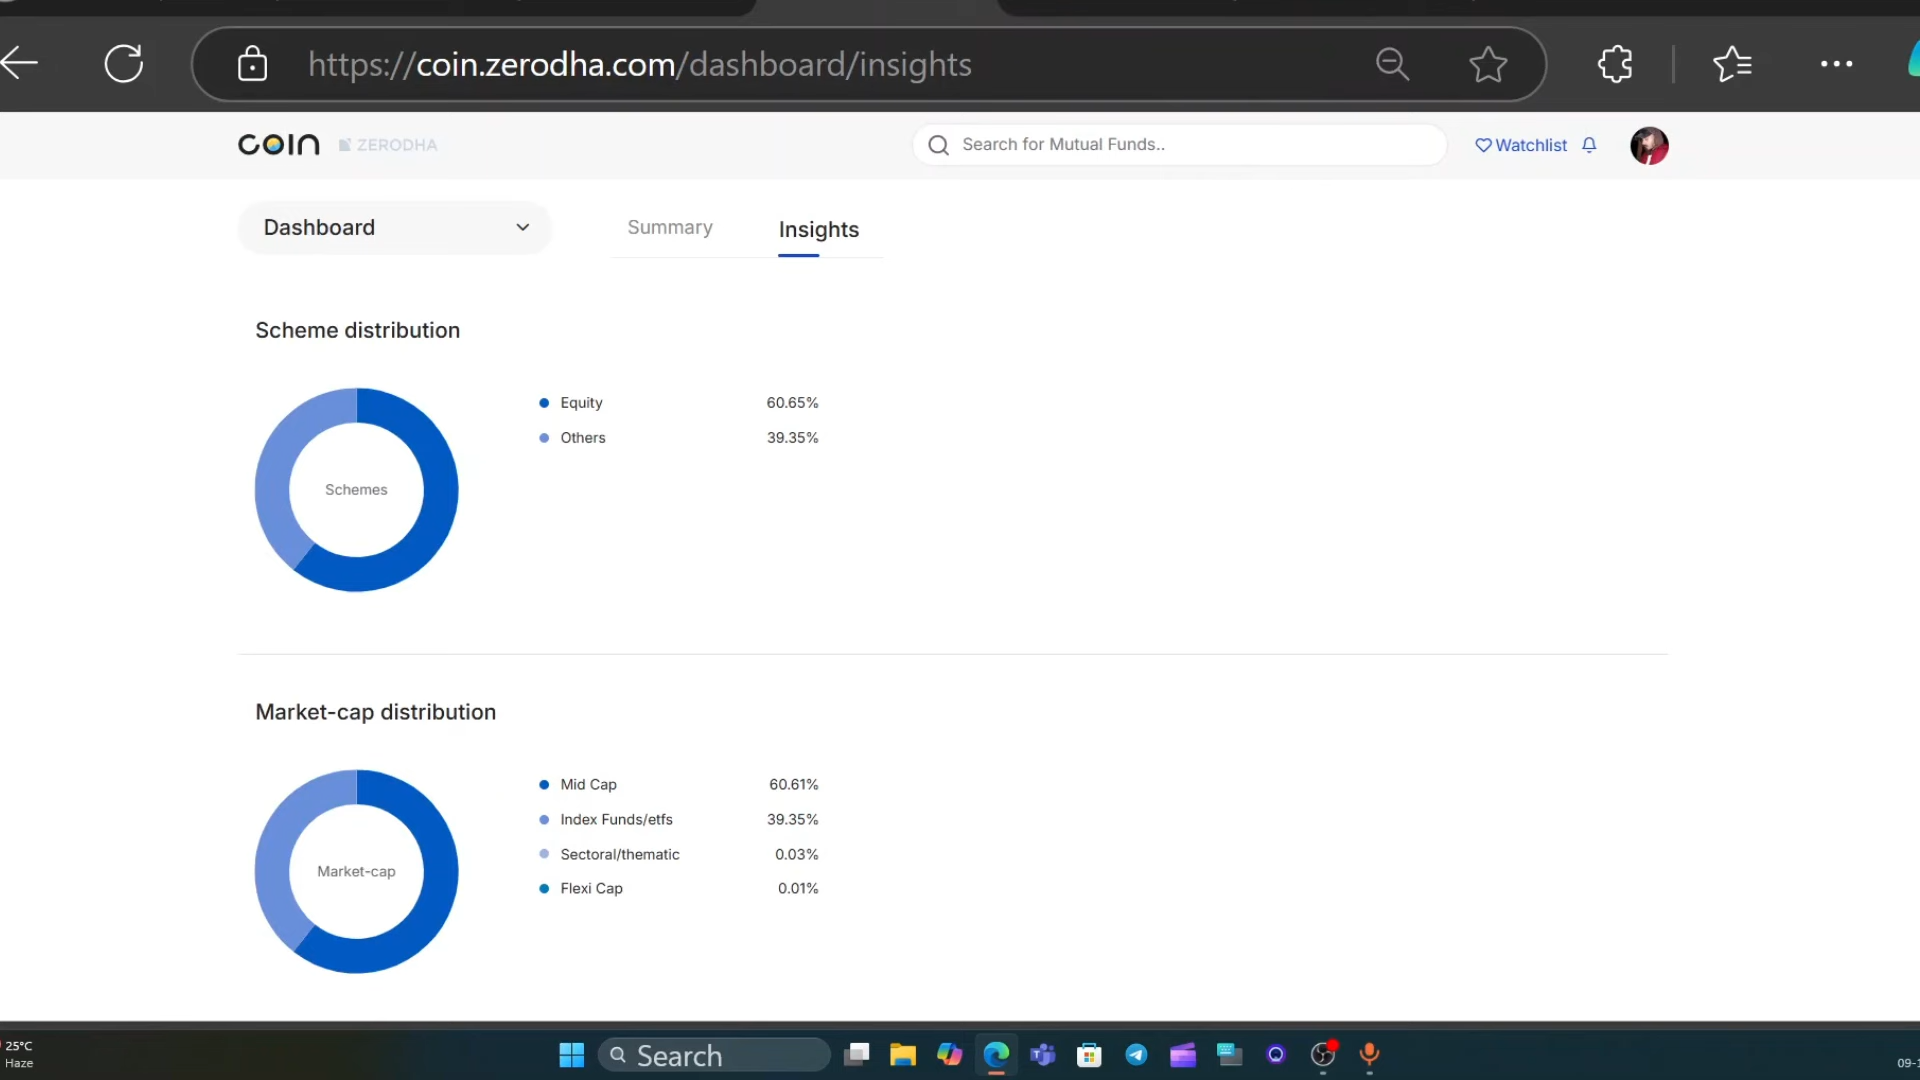 https://coin.zerodha.com/dashboard/insights
COIN ZERODHA
Search for Mutual Funds..
Watchlist
Dashboard
Summary
Insights
Scheme distribution
Schemes
Equity 60.65%
Others 39.35%
Market-cap distribution
Market-cap
Mid Cap 60.61%
Index Funds/etfs 39.35%
Sectoral/thematic 0.03%
Flexi Cap 0.01%
25°C
Haze
Search